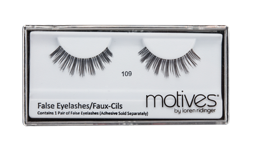 109
False Eyelashes/Faux-Cils
Contains 1 Pair of False Eyelashes (Adhesive Sold Separately)
motives®
by loren ridinger